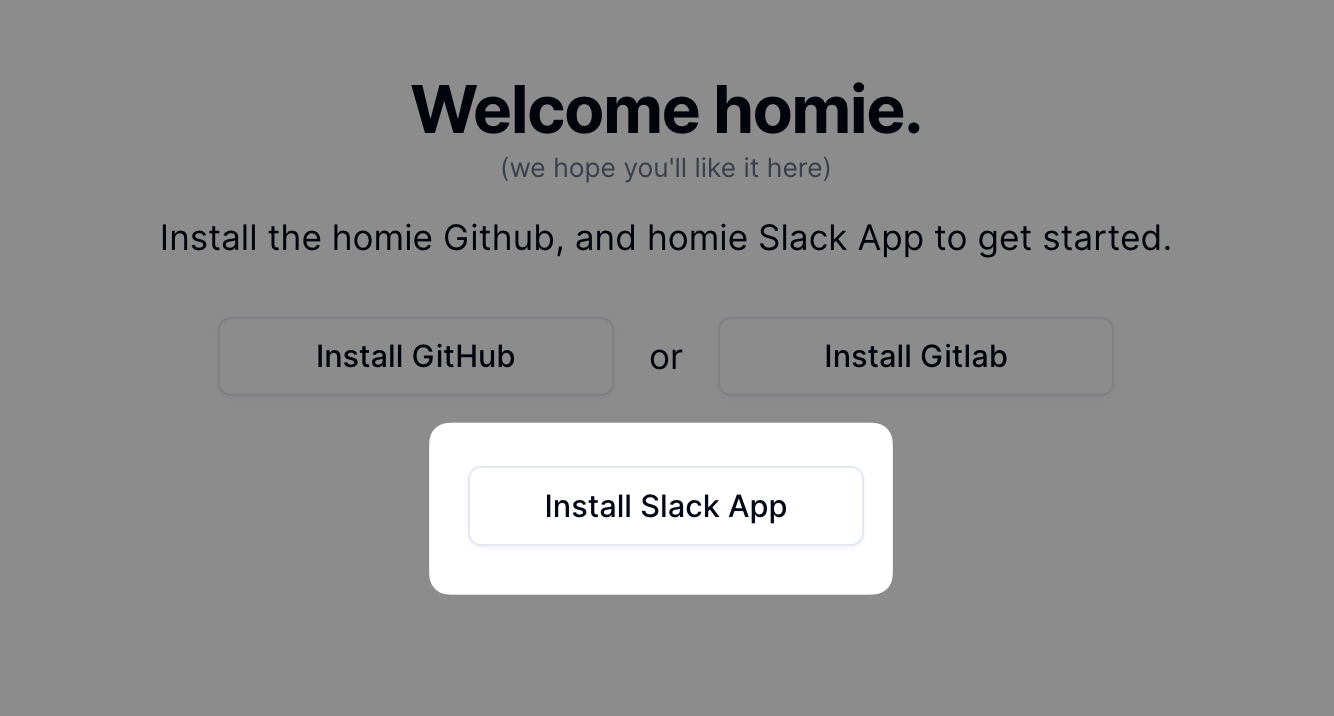 Welcome homie.
(we hope you'll like it here)
Install the homie Github, and homie Slack App to get started.
Install GitHub or Install Gitlab
Install Slack App